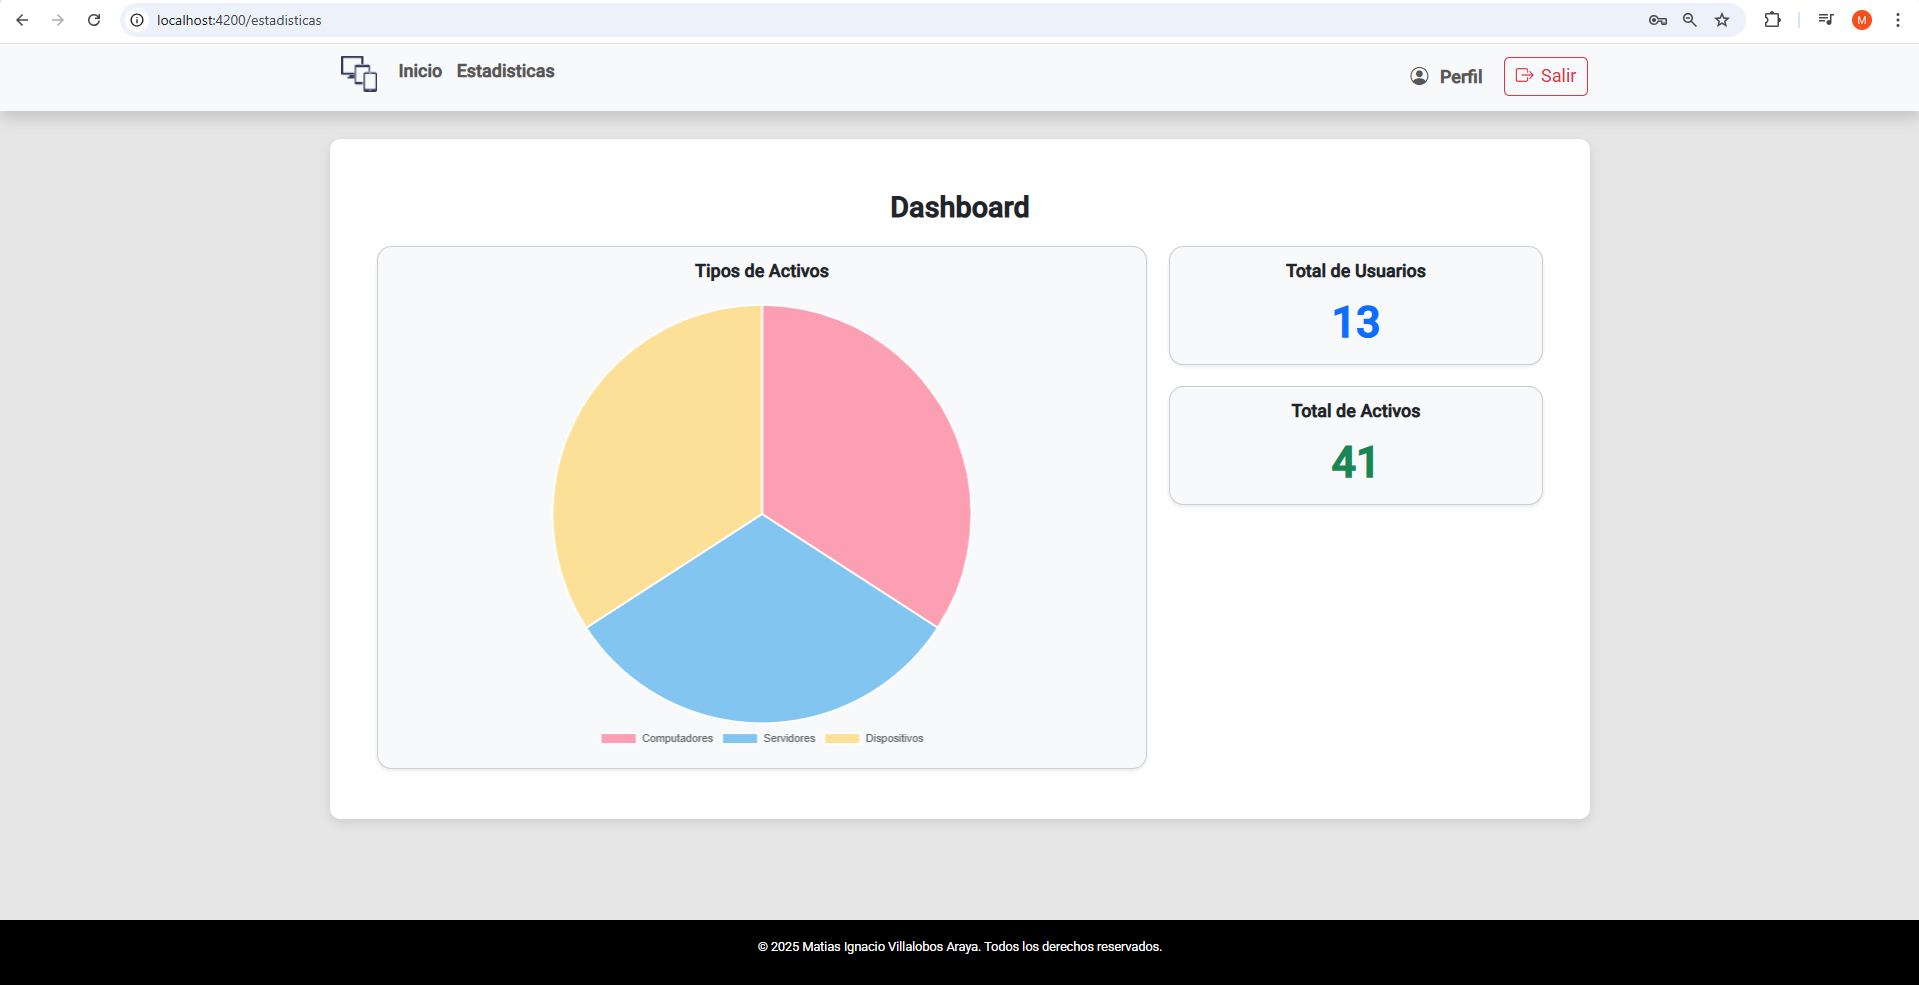 localhost:4200/estadisticas
M
Inicio Estadisticas
Perfil
Salir
Dashboard
Tipos de Activos
Computadores Servidores Dispositivos
Total de Usuarios
13
Total de Activos
41
© 2025 Matias Ignacio Villalobos Araya. Todos los derechos reservados.